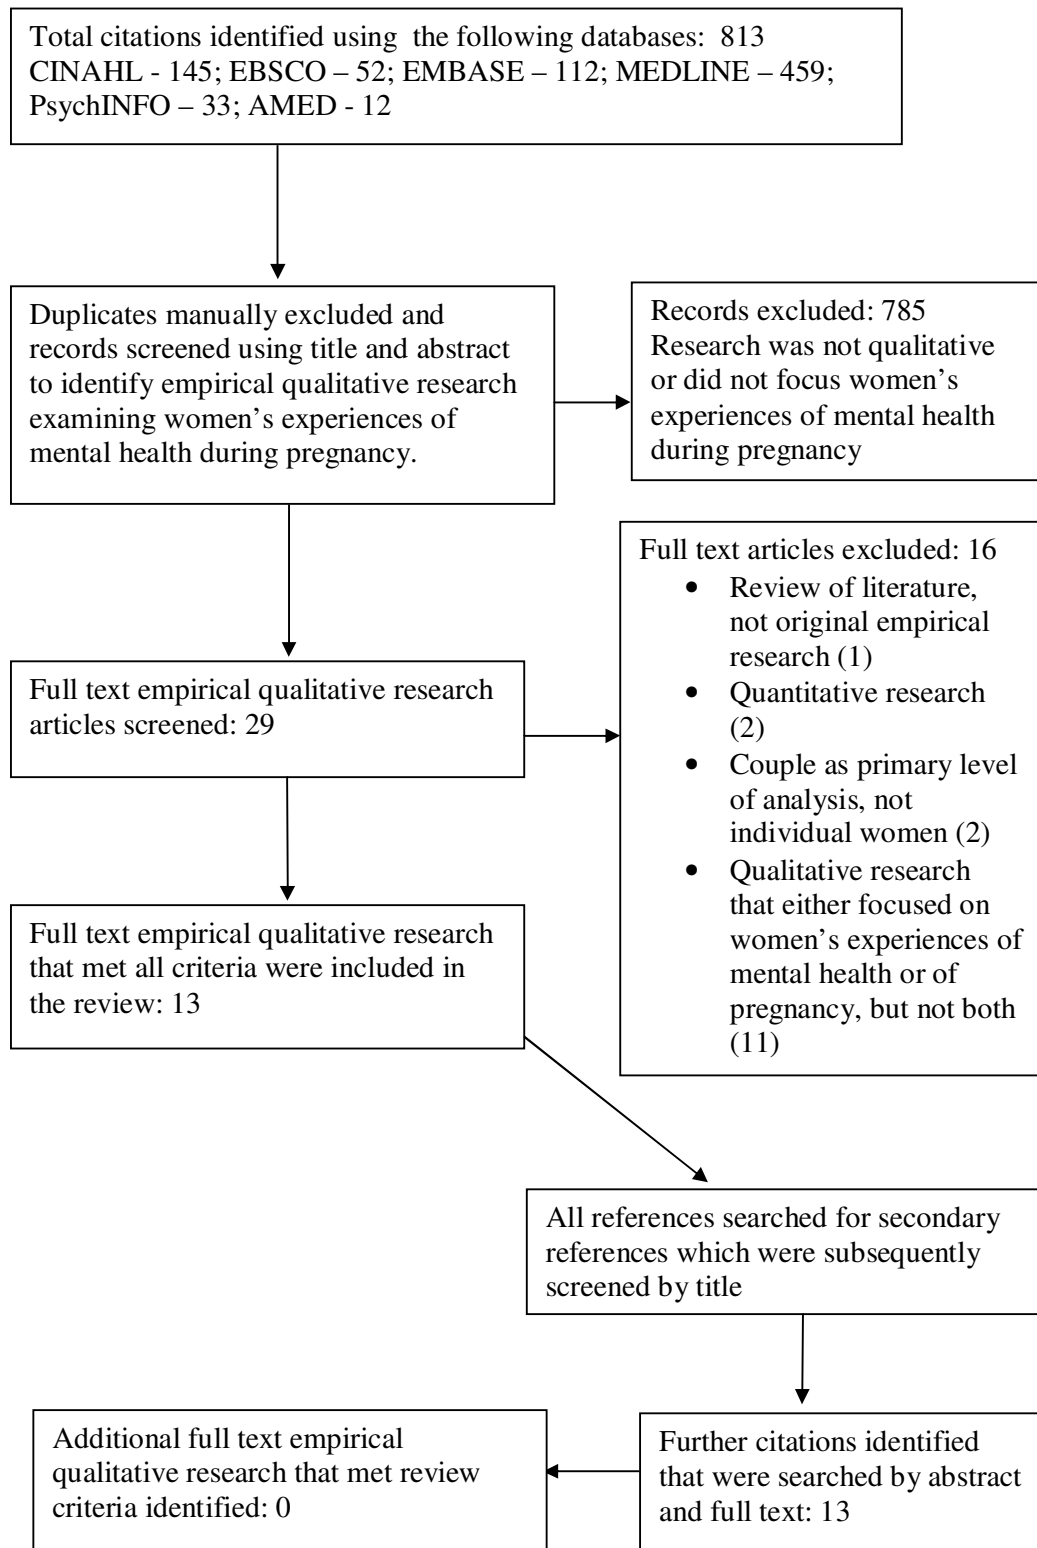 Total citations identified using the following databases: 813
CINAHL - 145; EBSCO – 52; EMBASE – 112; MEDLINE – 459;
PsychINFO – 33; AMED - 12
Duplicates manually excluded and
records screened using title and abstract
to identify empirical qualitative research
examining women’s experiences of
mental health during pregnancy.
Records excluded: 785
Research was not qualitative
or did not focus women’s
experiences of mental health
during pregnancy
Full text articles excluded: 16
• Review of literature,
not original empirical
research (1)
• Quantitative research
(2)
• Couple as primary level
of analysis, not
individual women (2)
• Qualitative research
that either focused on
women’s experiences of
mental health or of
pregnancy, but not both
(11)
Full text empirical qualitative research
articles screened: 29
Full text empirical qualitative research
that met all criteria were included in
the review: 13
All references searched for secondary
references which were subsequently
screened by title
Further citations identified
that were searched by abstract
and full text: 13
Additional full text empirical
qualitative research that met review
criteria identified: 0